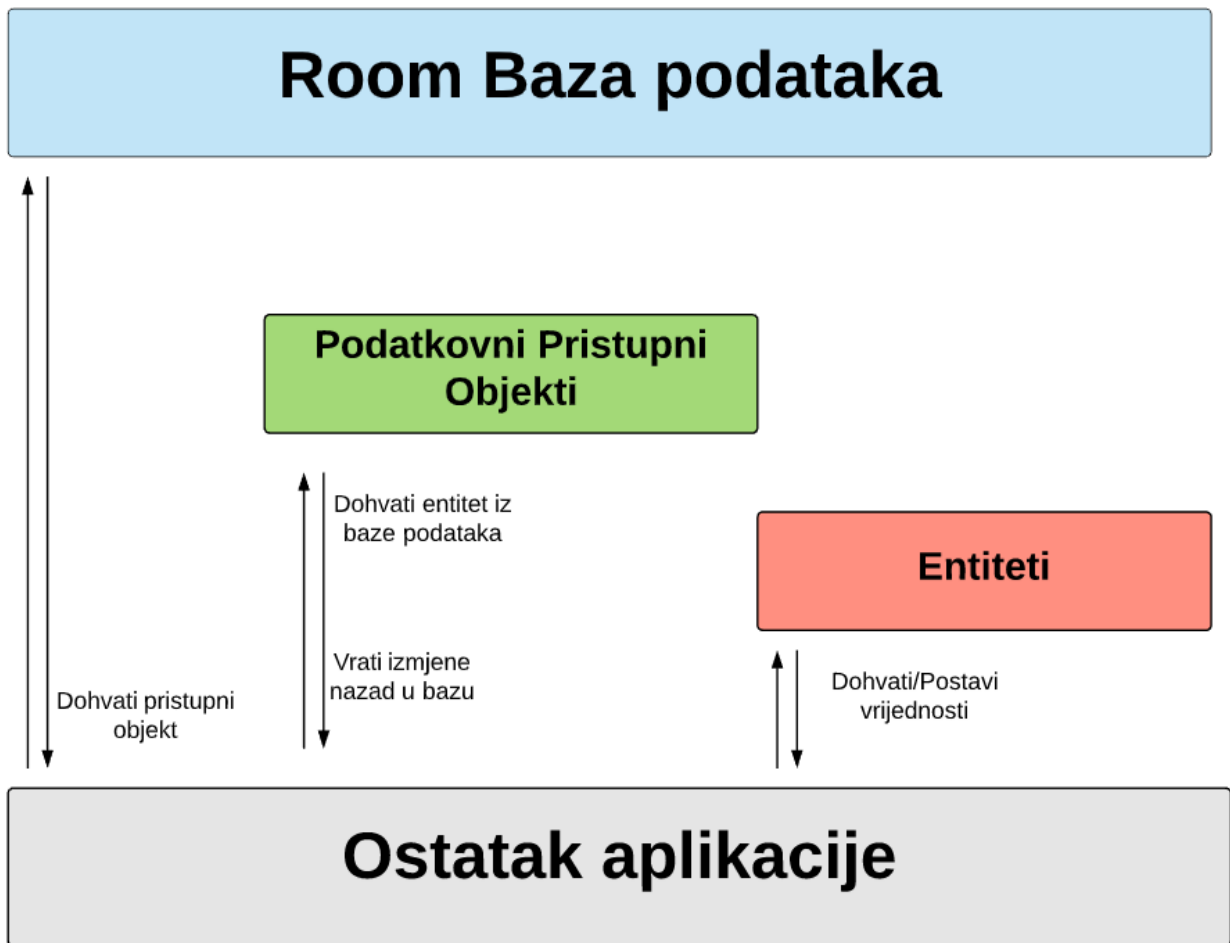 Room Baza podataka
Podatkovni Pristupni
Objekti
Dohvati entitet iz
baze podataka
Entiteti
Vrati izmjene
nazad u bazu
Dohvati pristupni
objekt
Dohvati/Postavi
vrijednosti
Ostatak aplikacije